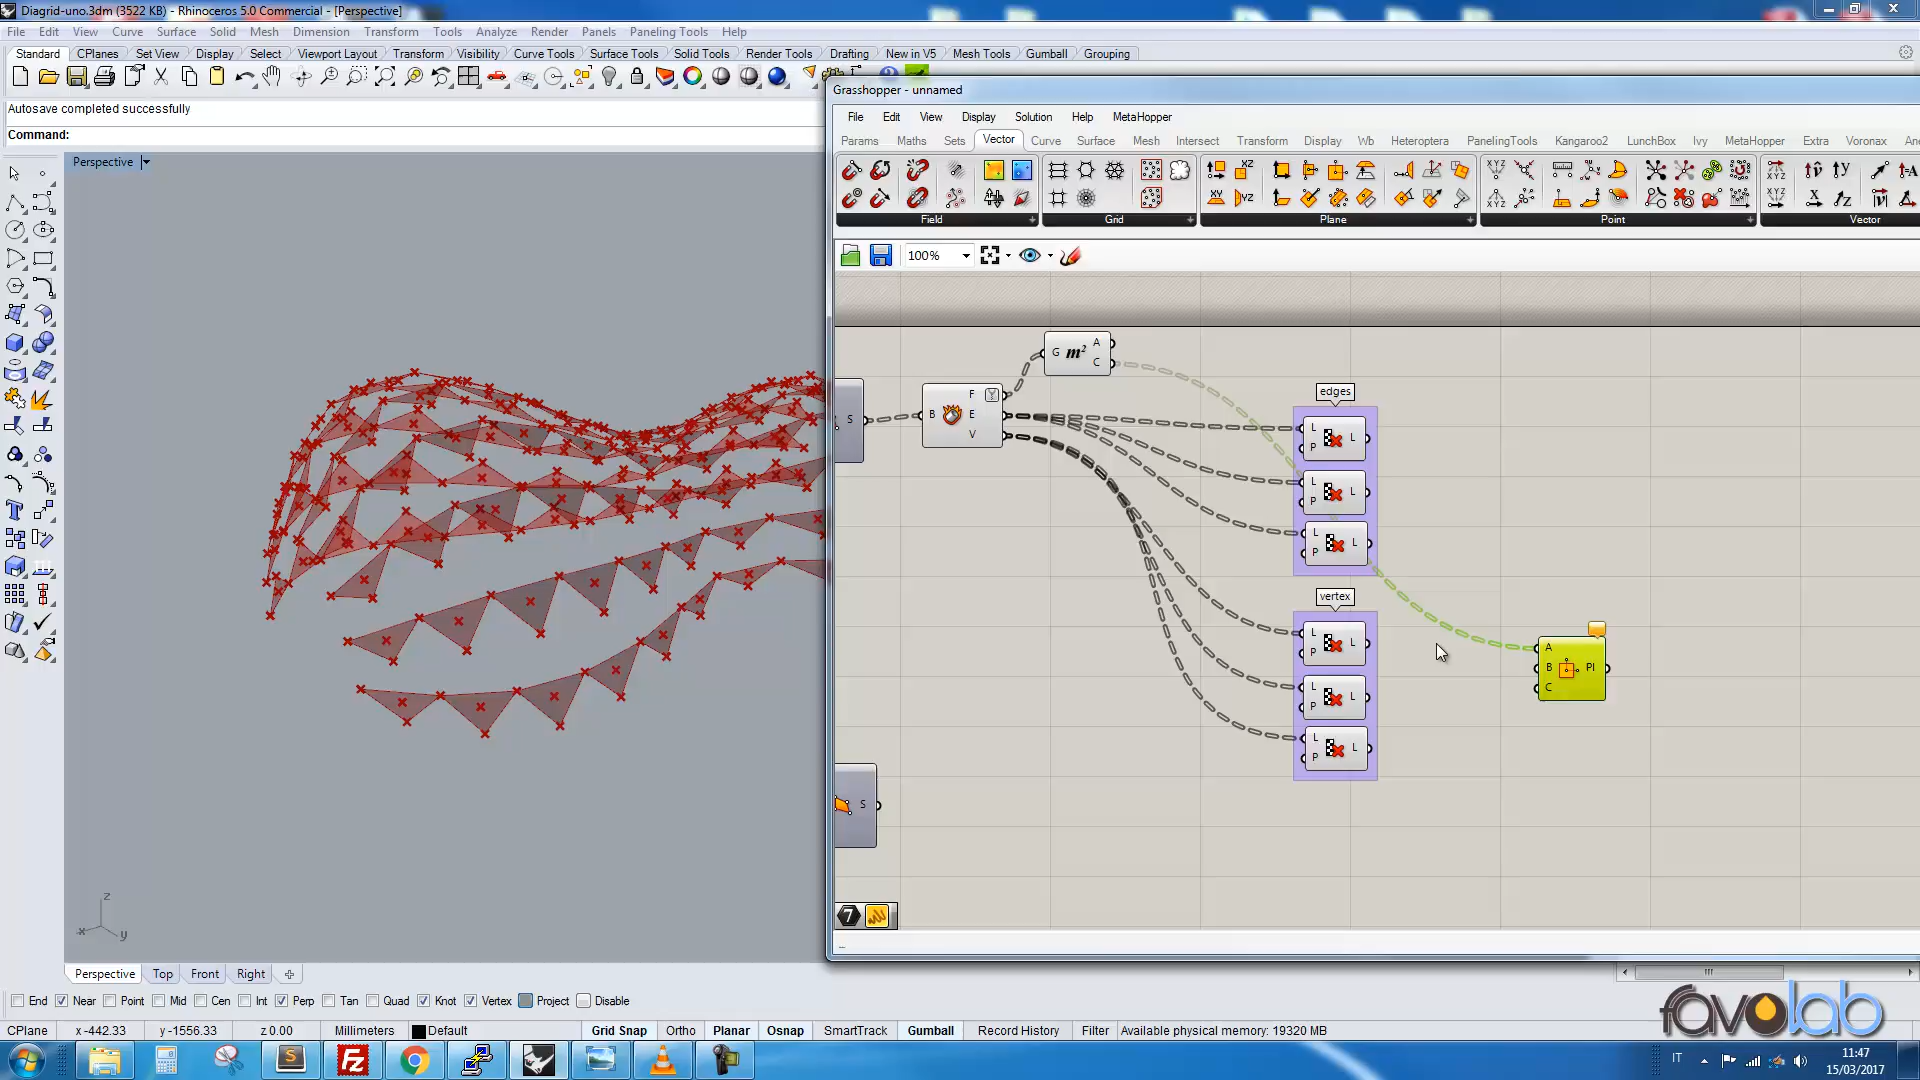 Diagrid-uno.3dm (3522 KB) - Rhinoceros 5.0 Commercial - [Perspective]
File Edit View Curve Surface Solid Mesh Dimension Transform Tools Analyze Render Panels Paneling Tools Help
Standard CPlanes Set View Display Select Viewport Layout Transform Visibility Curve Tools Surface Tools Solid Tools Render Tools Drafting New in V5 Mesh Tools Gumball Grouping
Autosave completed successfully
Command:
Perspective
Grasshopper - unnamed
File Edit View Display Solution Help MetaHopper
Params Maths Sets Vector Curve Surface Mesh Intersect Transform Display Wb Heteroptera PanelingTools Kangaroo2 LunchBox MetaHopper Ivy Extra Voronax An
Field Grid Plane Point Vector
100%
G m² A
C
S
B F
E
V
edges
L P L
L P L
L P L
vertex
L P L
L P L
L P L
A
B Pl
C
S
7
z
x y
Perspective Top Front Right
End Near Point Mid Cen Int Perp Tan Quad Knot Vertex Project Disable
favolab
CPlane x -442.33 y -1556.33 z 0.00 Millimeters Default Grid Snap Ortho Planar Osnap SmartTrack Gumball Record History Filter Available physical memory: 19320 MB
IT
11:47
15/03/2017